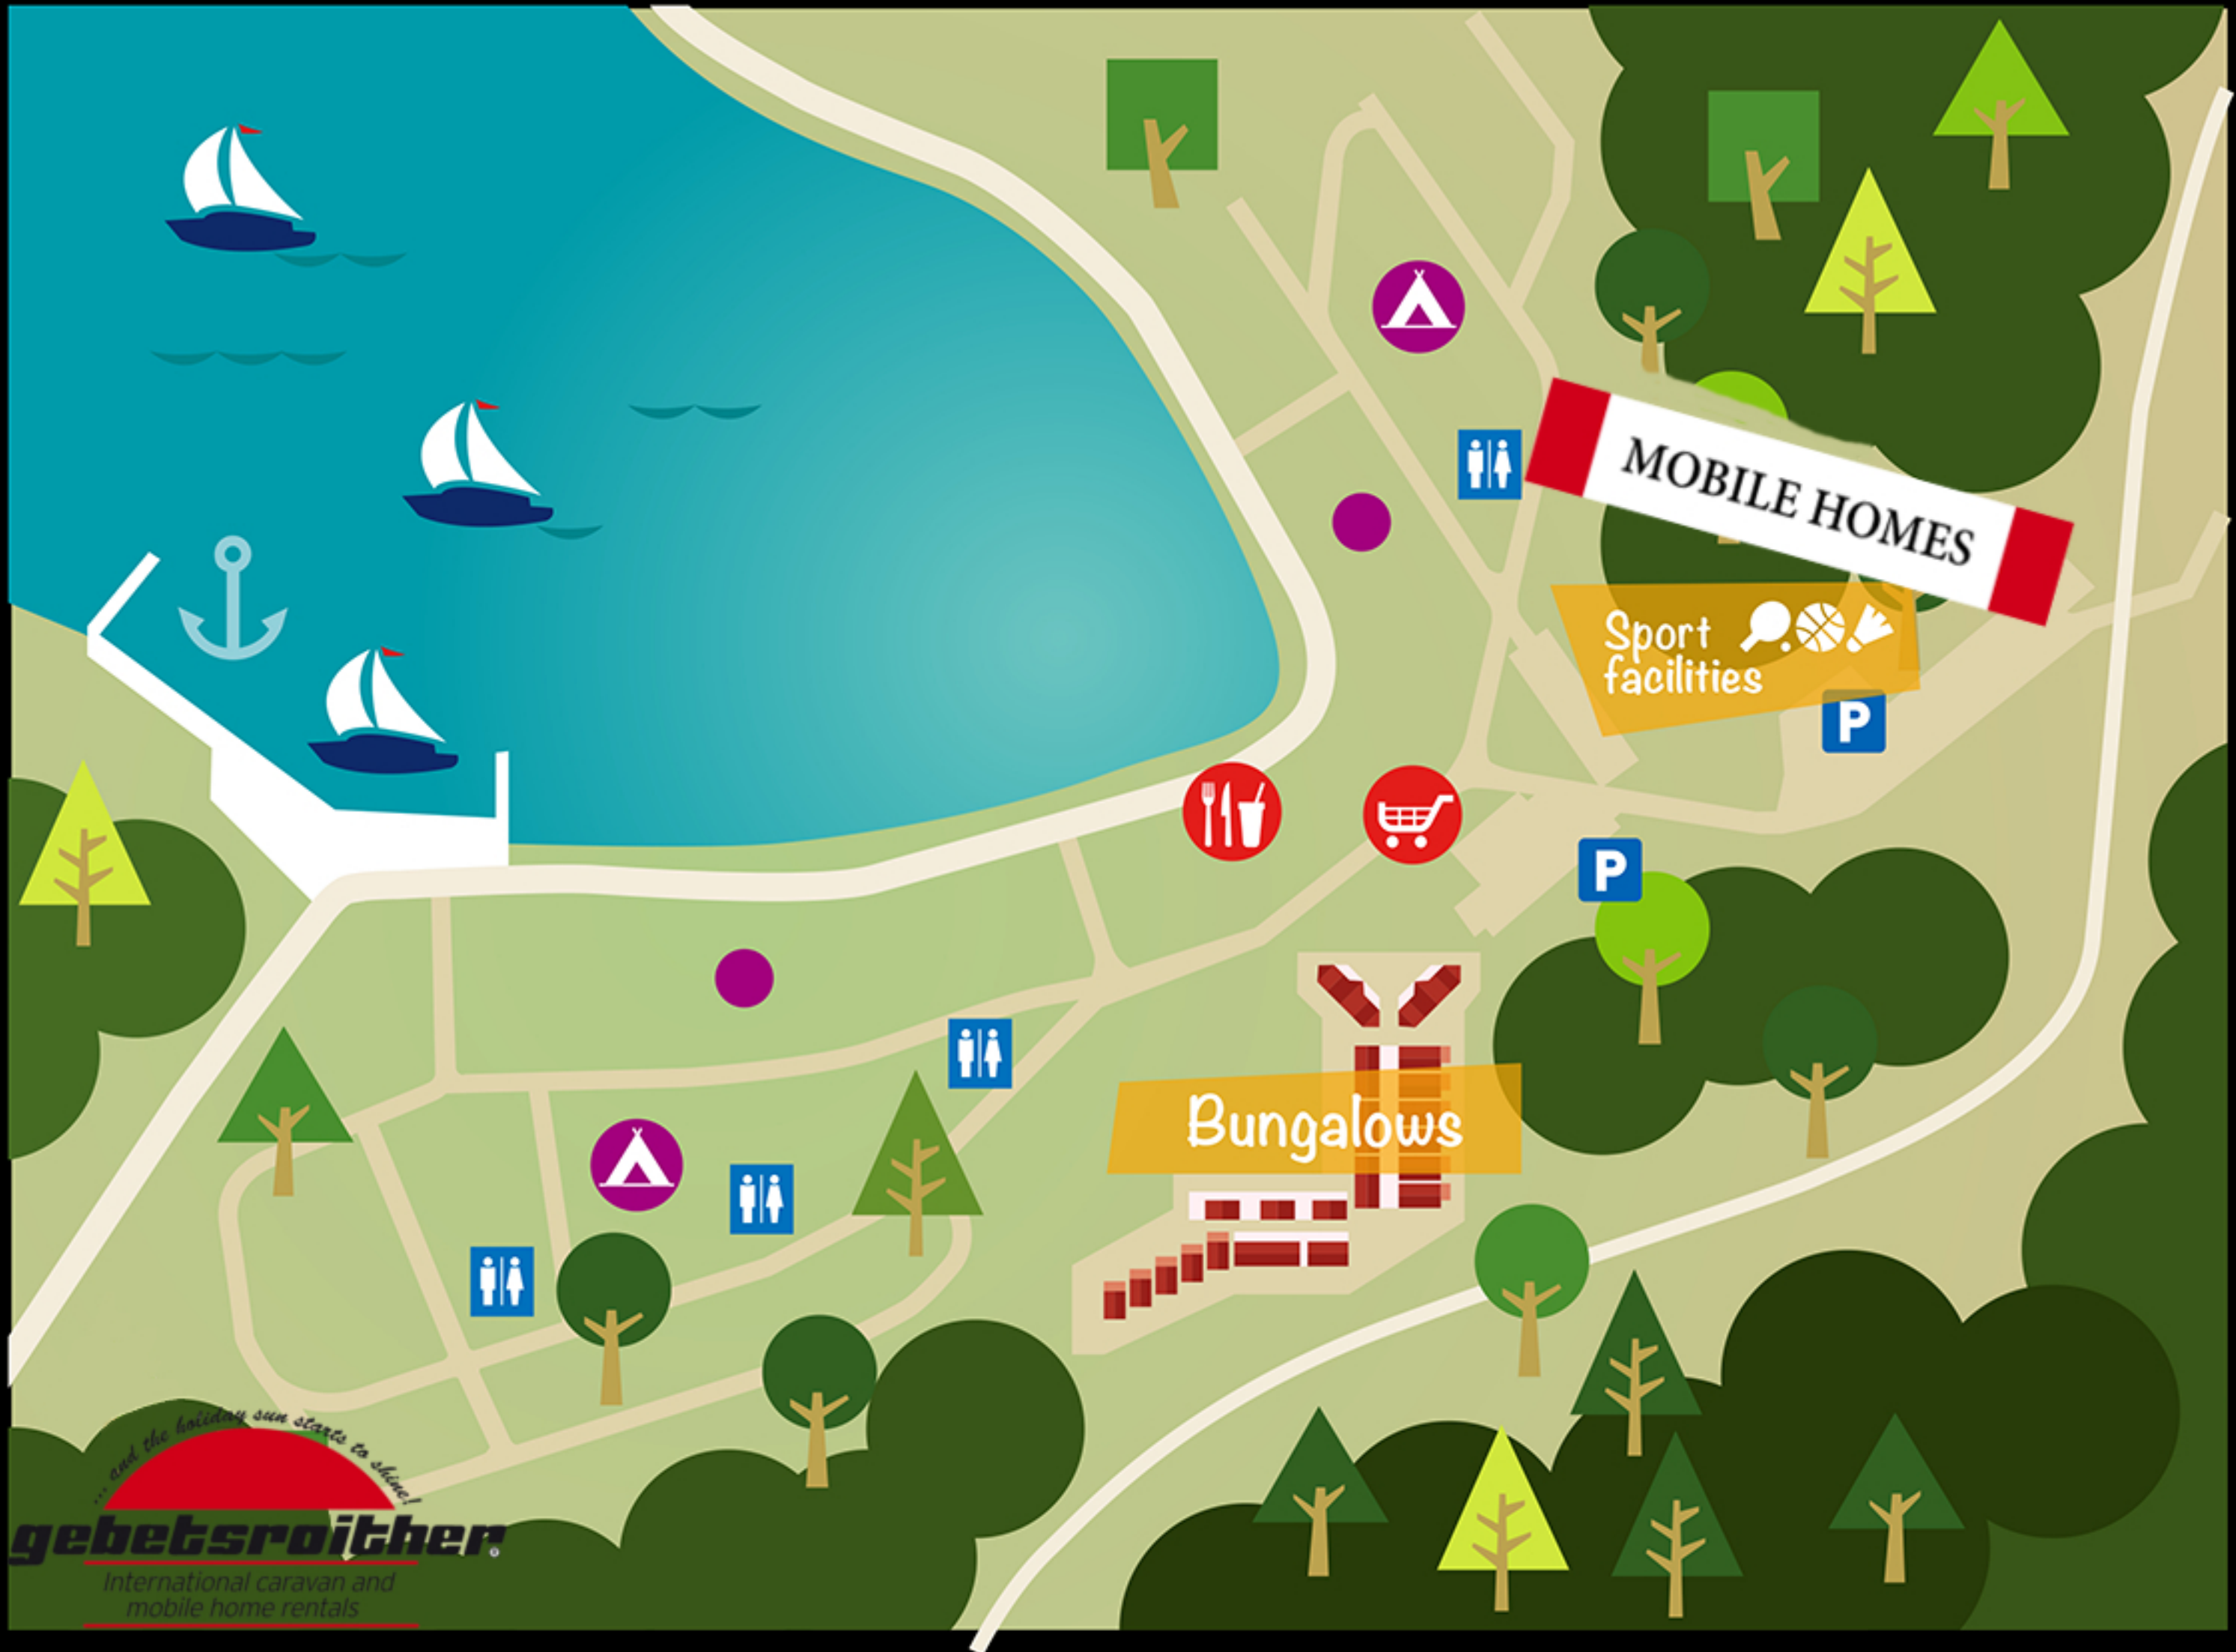 MOBILE HOMES
Sport
facilities
P
P
Bungalows
... and the holiday sun starts to shine!
gebetsroither®
International caravan and
mobile home rentals